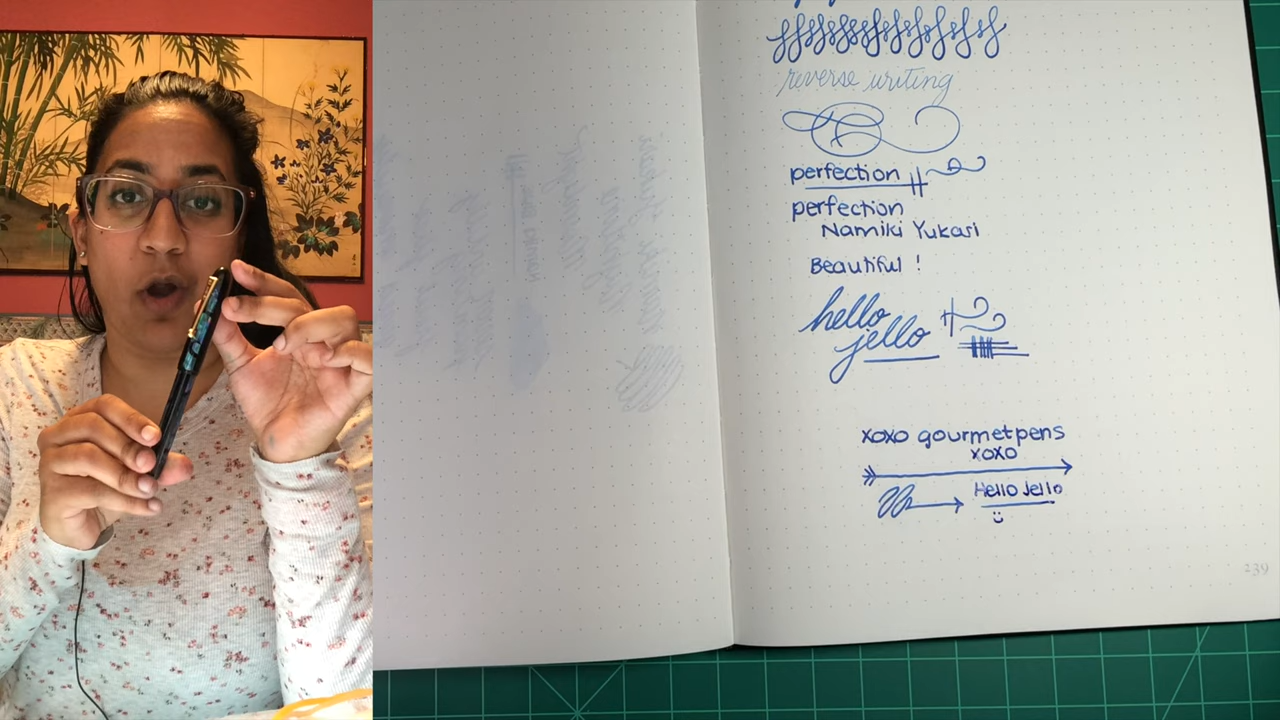 reverse writing
perfection
perfection
Namiki Yukari
Beautiful !
hello
jello
xoxo gourmetpens
xoxo
Hello Jello
239